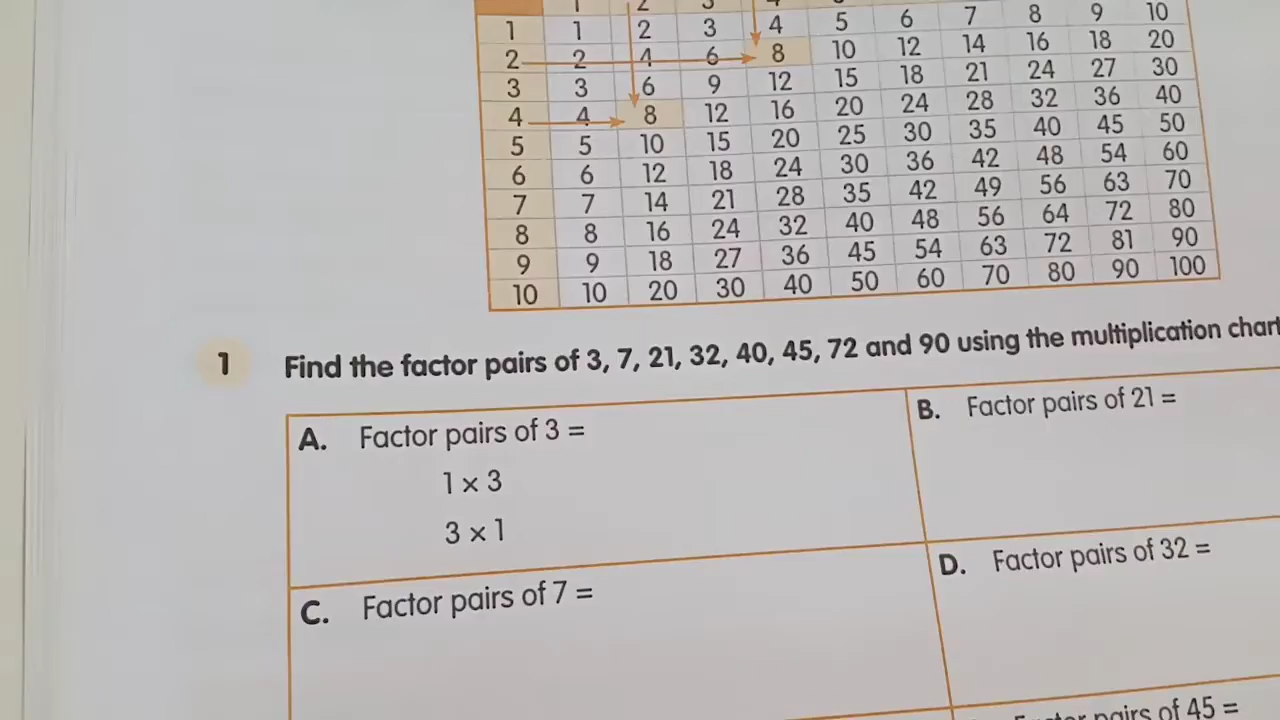 1 1 2 3 4 5 6 7 8 9 10
2 2 4 6 8 10 12 14 16 18 20
3 3 6 9 12 15 18 21 24 27 30
4 4 8 12 16 20 24 28 32 36 40
5 5 10 15 20 25 30 35 40 45 50
6 6 12 18 24 30 36 42 48 54 60
7 7 14 21 28 35 42 49 56 63 70
8 8 16 24 32 40 48 56 64 72 80
9 9 18 27 36 45 54 63 72 81 90
10 10 20 30 40 50 60 70 80 90 100
1 Find the factor pairs of 3, 7, 21, 32, 40, 45, 72 and 90 using the multiplication chart
A. Factor pairs of 3 =
1 × 3
3 × 1
B. Factor pairs of 21 =
C. Factor pairs of 7 =
D. Factor pairs of 32 =
pairs of 45 =